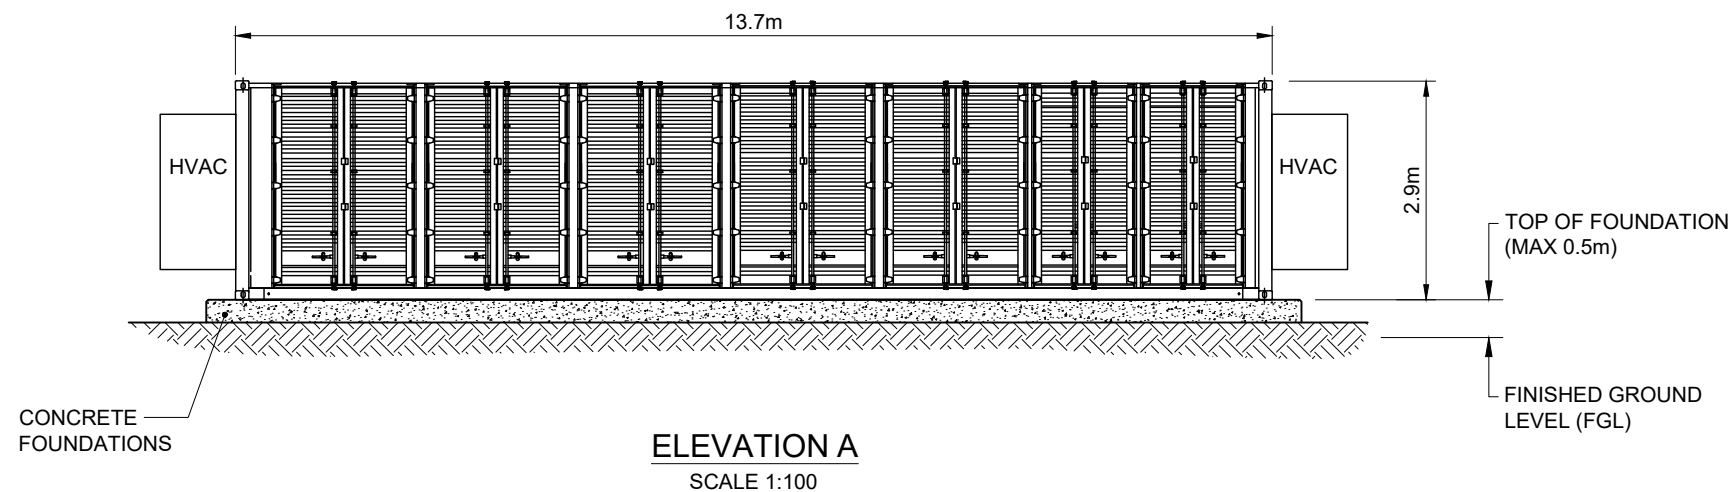 13.7m
HVAC
HVAC
2.9m
TOP OF FOUNDATION
(MAX 0.5m)
FINISHED GROUND
LEVEL (FGL)
CONCRETE
FOUNDATIONS
ELEVATION A
SCALE 1:100